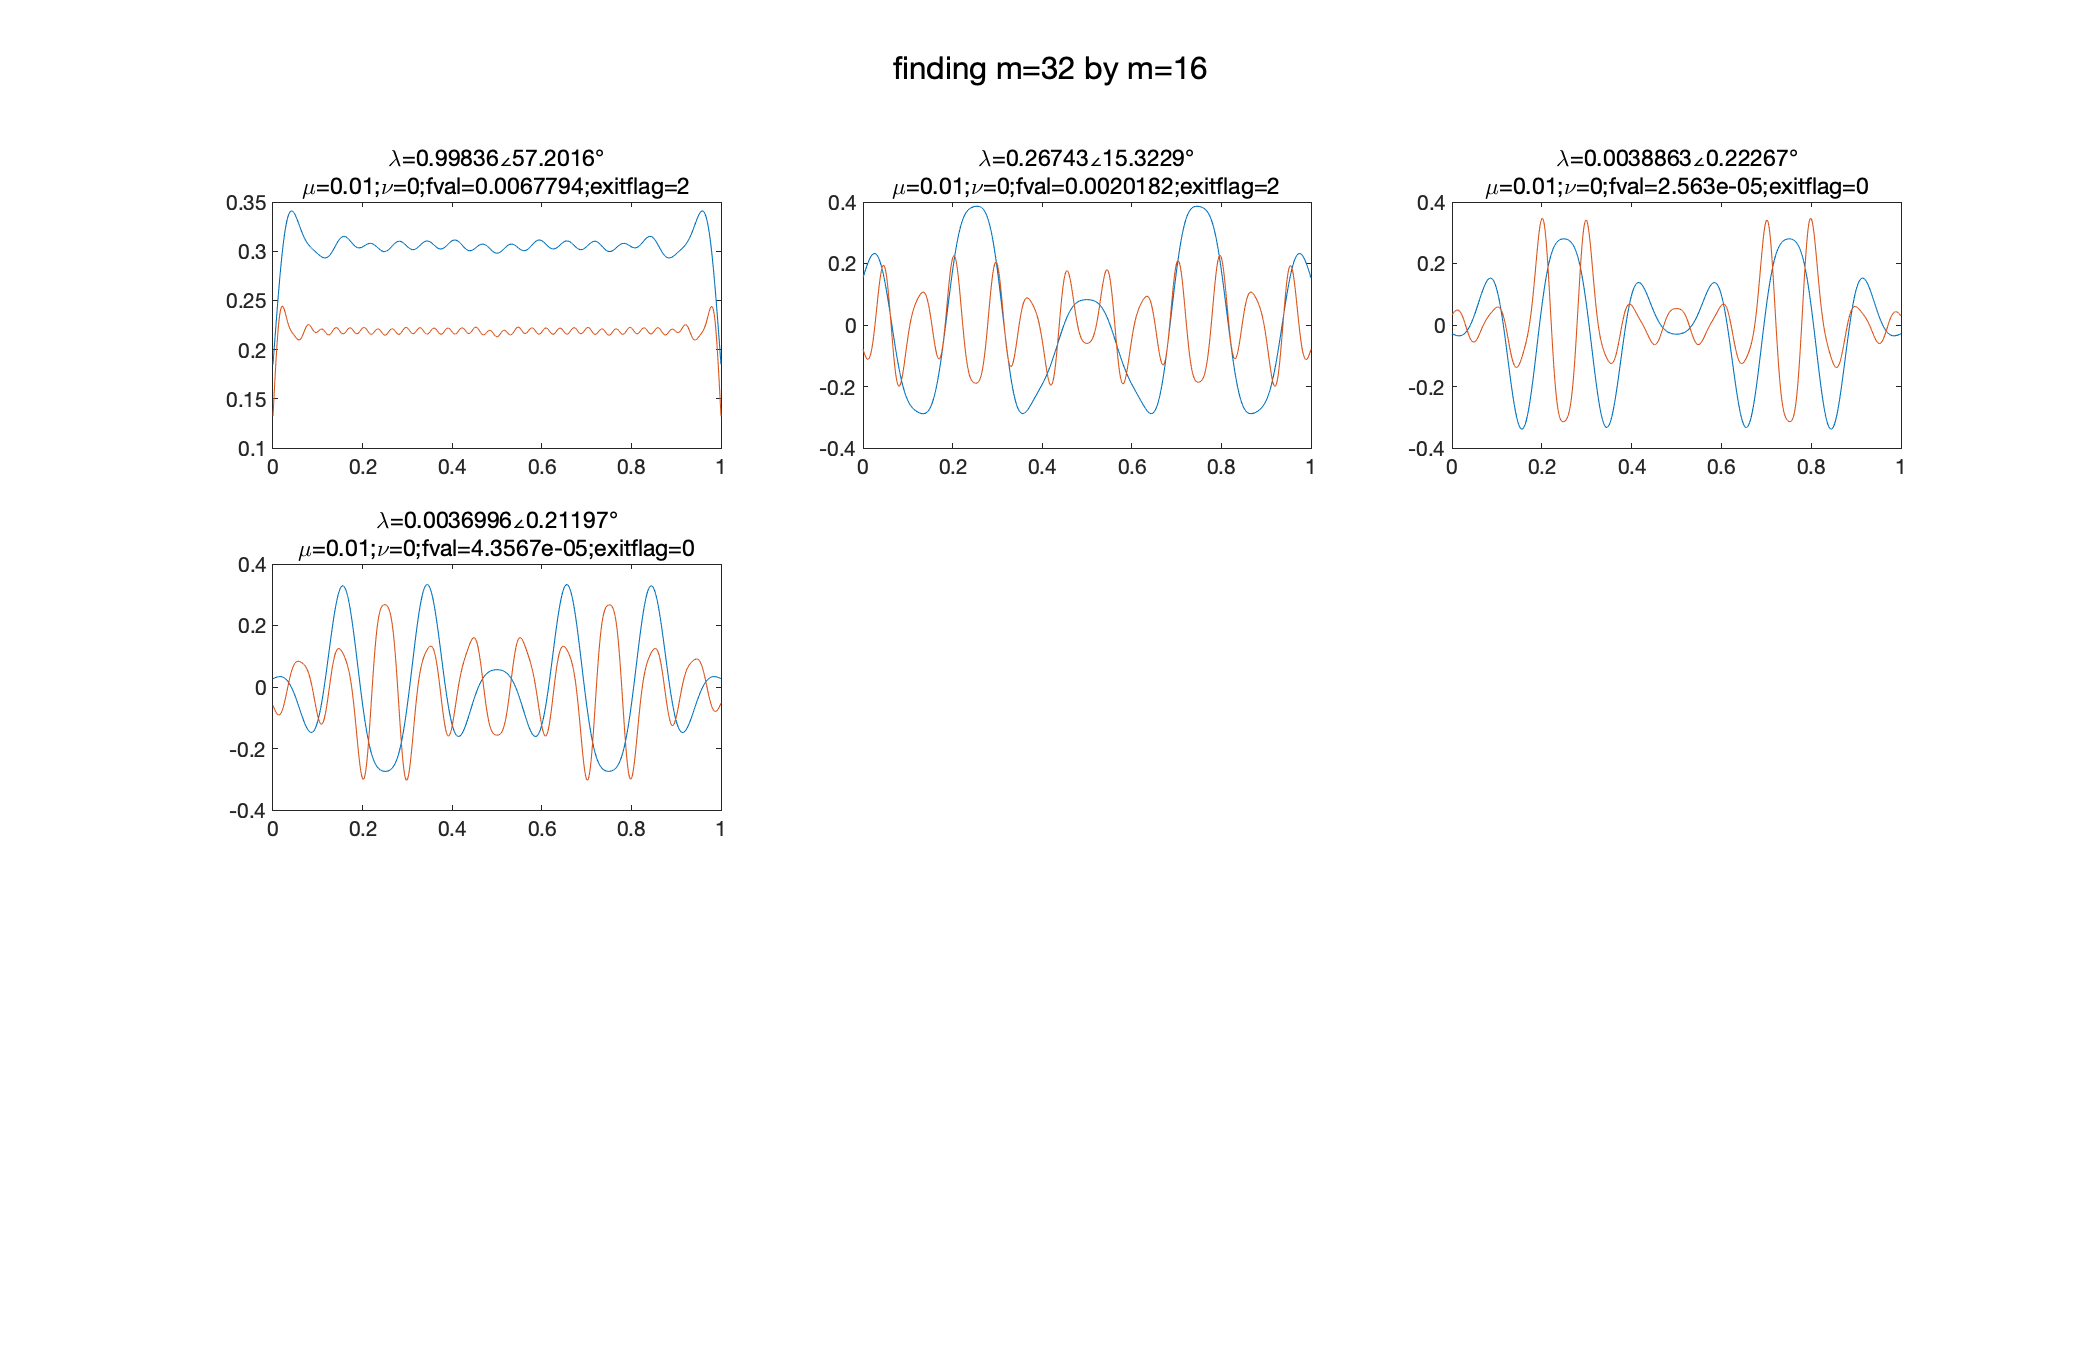 finding m=32 by m=16
λ=0.99836∠57.2016°
μ=0.01;ν=0;fval=0.0067794;exitflag=2
0.35
0.3
0.25
0.2
0.15
0.1
0 0.2 0.4 0.6 0.8 1
λ=0.26743∠15.3229°
μ=0.01;ν=0;fval=0.0020182;exitflag=2
0.4
0.2
0
-0.2
-0.4
0 0.2 0.4 0.6 0.8 1
λ=0.0038863∠0.22267°
μ=0.01;ν=0;fval=2.563e-05;exitflag=0
0.4
0.2
0
-0.2
-0.4
0 0.2 0.4 0.6 0.8 1
λ=0.0036996∠0.21197°
μ=0.01;ν=0;fval=4.3567e-05;exitflag=0
0.4
0.2
0
-0.2
-0.4
0 0.2 0.4 0.6 0.8 1